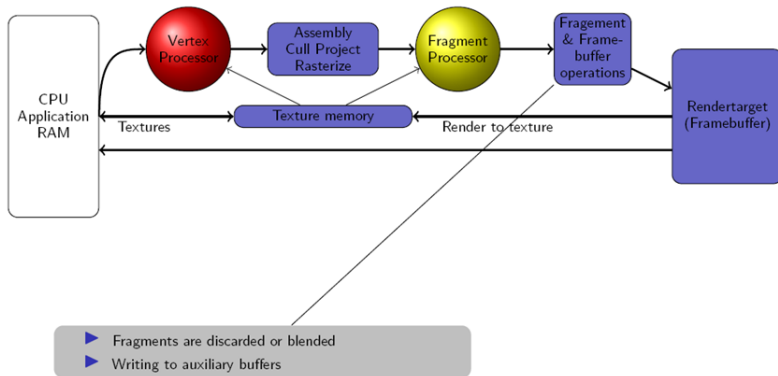 Vertex
Processor
Assembly
Cull Project
Rasterize
Fragment
Processor
Fragement
& Frame-
buffer
operations
CPU
Application
RAM
Textures
Texture memory
Render to texture
Rendertarget
(Framebuffer)
Fragments are discarded or blended
Writing to auxiliary buffers